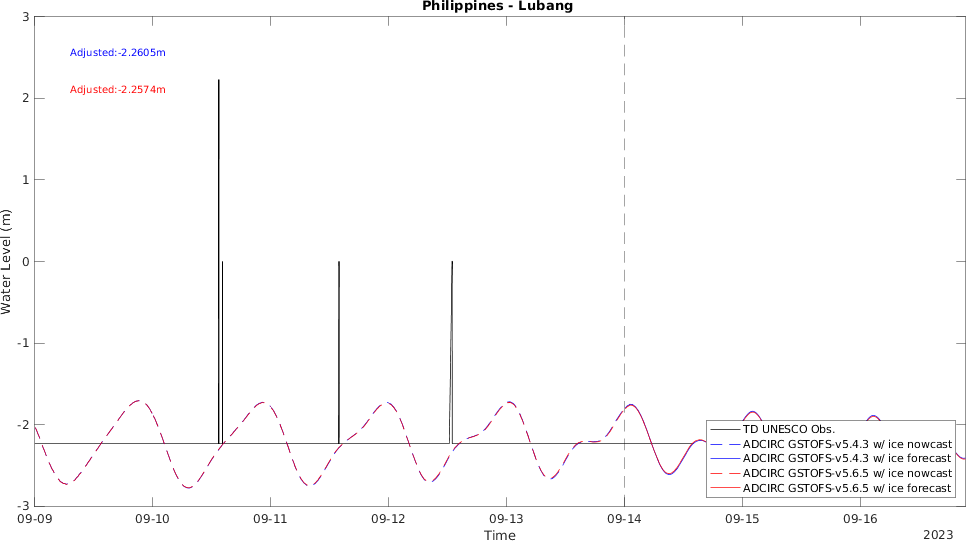 Philippines - Lubang
Adjusted:-2.2605m
Adjusted:-2.2574m
Water Level (m)
3
2
1
0
-1
-2
-3
TD UNESCO Obs.
ADCIRC GSTOFS-v5.4.3 w/ ice nowcast
ADCIRC GSTOFS-v5.4.3 w/ ice forecast
ADCIRC GSTOFS-v5.6.5 w/ ice nowcast
ADCIRC GSTOFS-v5.6.5 w/ ice forecast
09-09 09-10 09-11 09-12 09-13 09-14 09-15 09-16
Time
2023